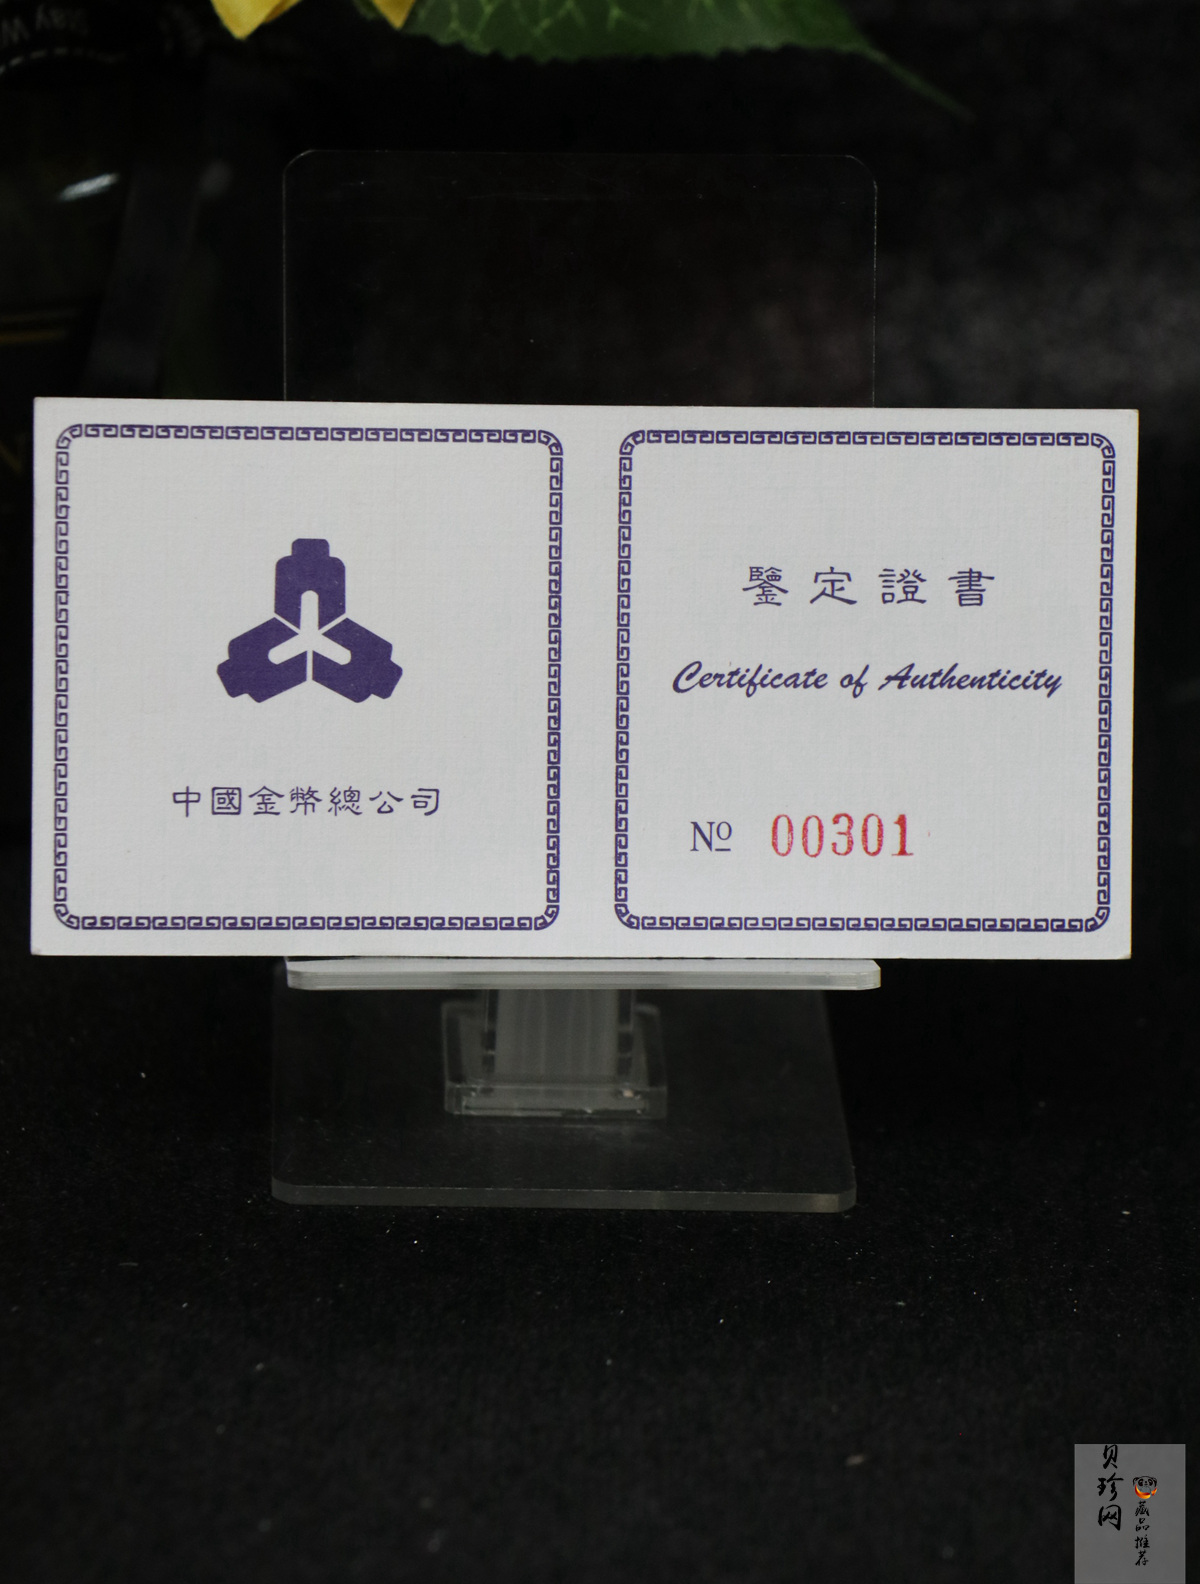 中國金幣總公司
鑒定證書
Certificate of Authenticity
Nº 00301
贝珍网
藏品推荐